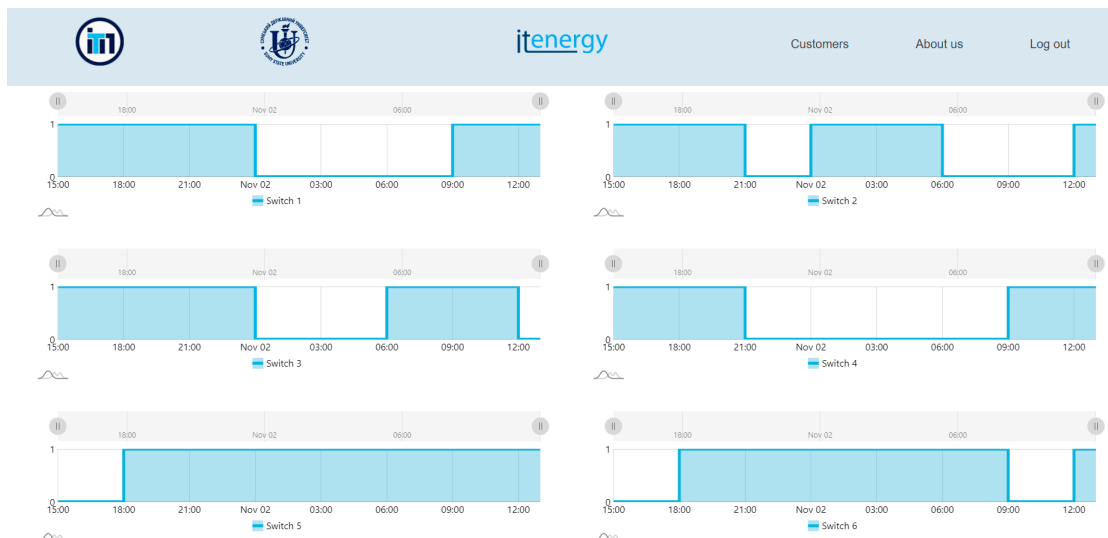 itenergy
Customers About us Log out
СУМСЬКИЙ ДЕРЖАВНИЙ УНІВЕРСИТЕТ
SUMY STATE UNIVERSITY
18:00 Nov 02 06:00
1
0
15:00 18:00 21:00 Nov 02 03:00 06:00 09:00 12:00
Switch 1
18:00 Nov 02 06:00
1
0
15:00 18:00 21:00 Nov 02 03:00 06:00 09:00 12:00
Switch 2
18:00 Nov 02 06:00
1
0
15:00 18:00 21:00 Nov 02 03:00 06:00 09:00 12:00
Switch 3
18:00 Nov 02 06:00
1
0
15:00 18:00 21:00 Nov 02 03:00 06:00 09:00 12:00
Switch 4
18:00 Nov 02 06:00
1
0
15:00 18:00 21:00 Nov 02 03:00 06:00 09:00 12:00
Switch 5
18:00 Nov 02 06:00
1
0
15:00 18:00 21:00 Nov 02 03:00 06:00 09:00 12:00
Switch 6